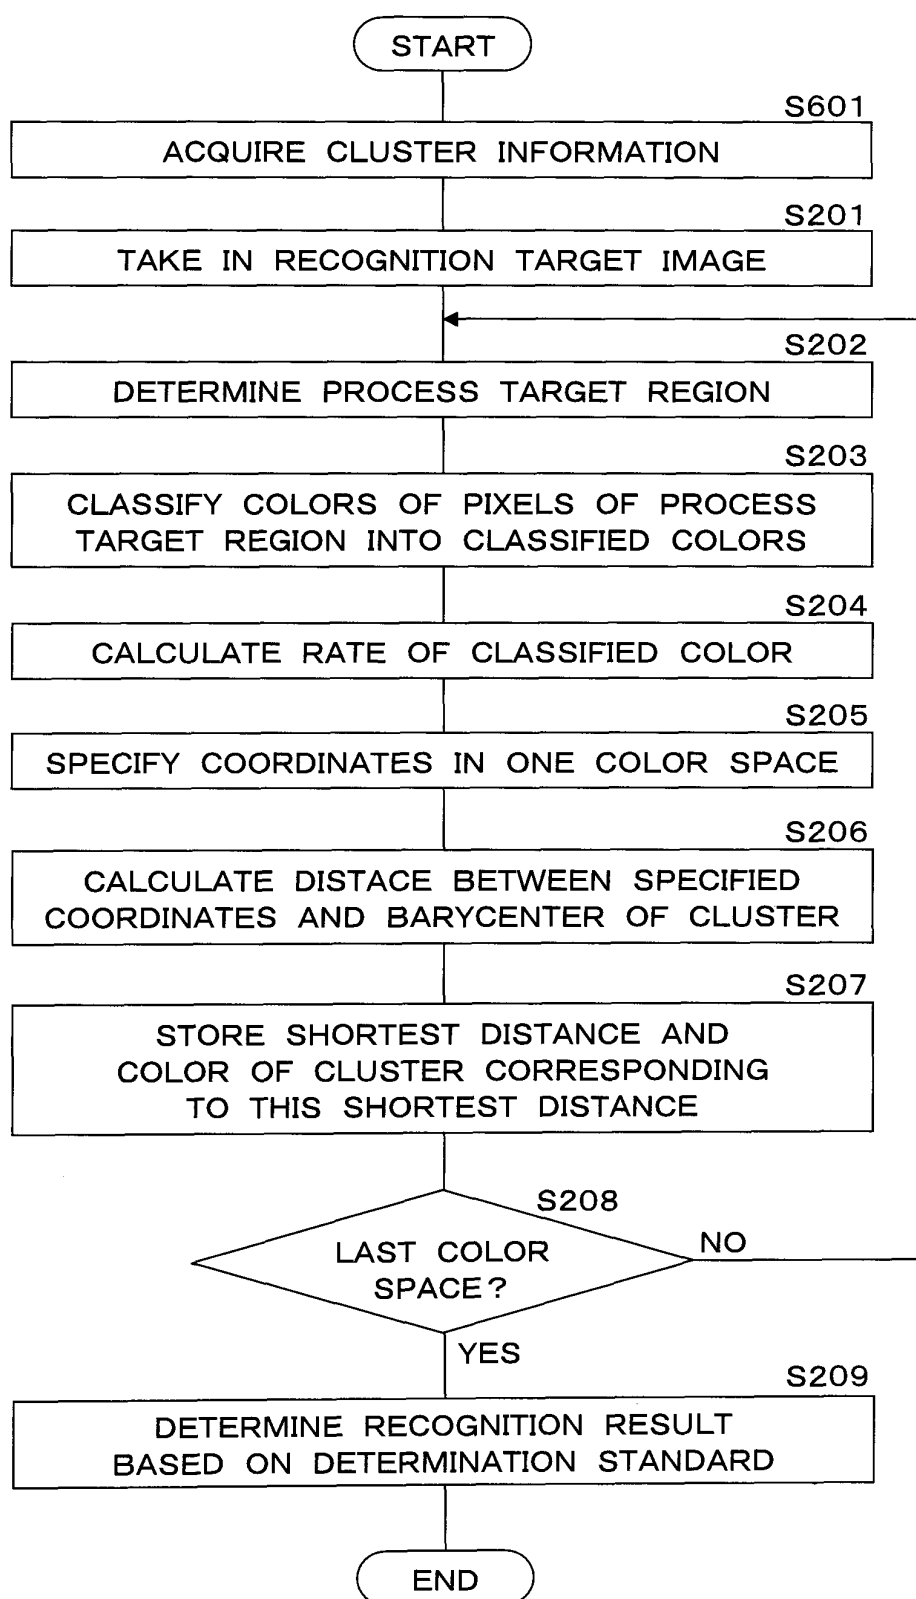 START
S601
ACQUIRE CLUSTER INFORMATION
S201
TAKE IN RECOGNITION TARGET IMAGE
S202
DETERMINE PROCESS TARGET REGION
S203
CLASSIFY COLORS OF PIXELS OF PROCESS
TARGET REGION INTO CLASSIFIED COLORS
S204
CALCULATE RATE OF CLASSIFIED COLOR
S205
SPECIFY COORDINATES IN ONE COLOR SPACE
S206
CALCULATE DISTACE BETWEEN SPECIFIED
COORDINATES AND BARYCENTER OF CLUSTER
S207
STORE SHORTEST DISTANCE AND
COLOR OF CLUSTER CORRESPONDING
TO THIS SHORTEST DISTANCE
S208
LAST COLOR
SPACE?
NO
YES
S209
DETERMINE RECOGNITION RESULT
BASED ON DETERMINATION STANDARD
END